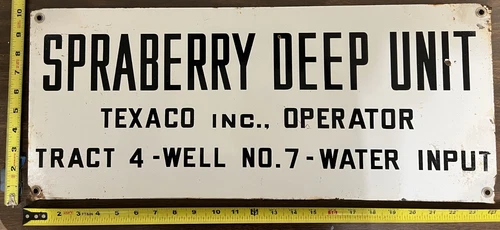 SPRABERRY DEEP UNIT
TEXACO INC., OPERATOR
TRACT 4-WELL NO.7-WATER INPUT